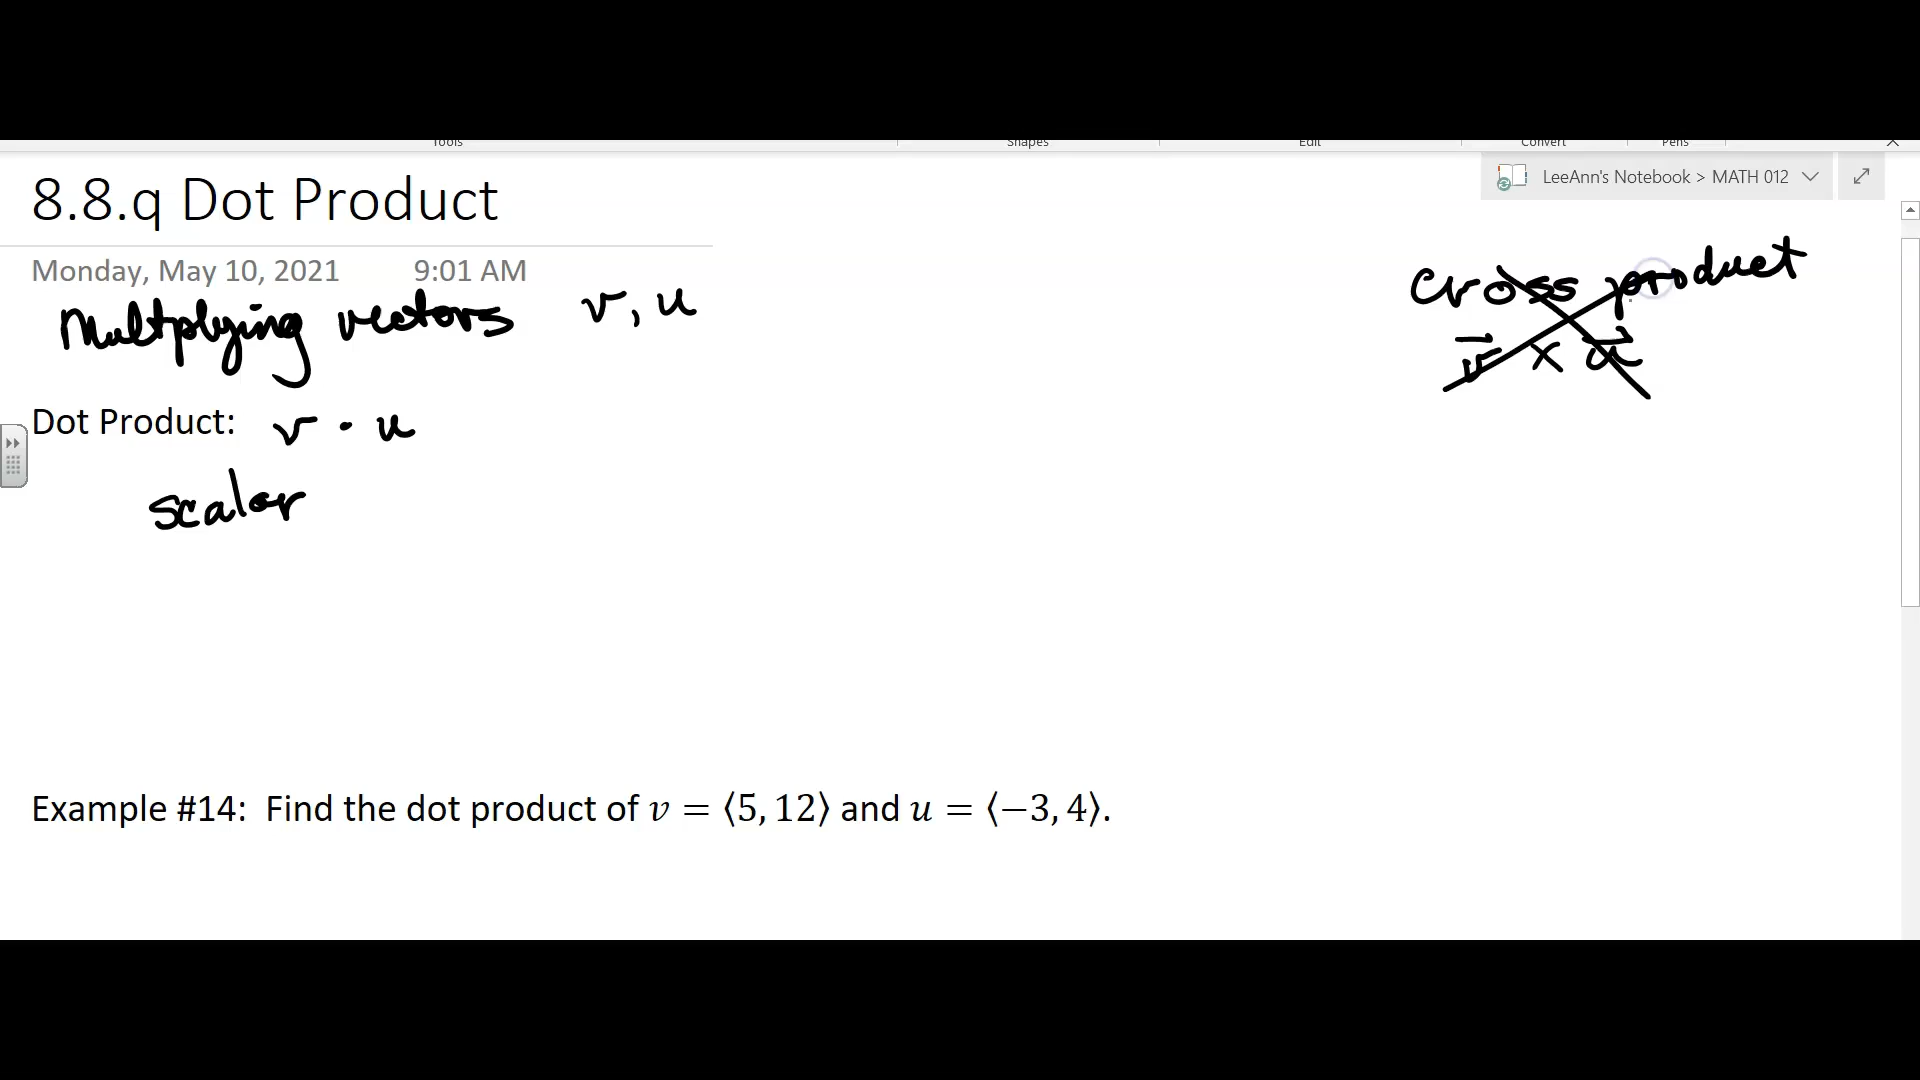 Tools Shapes Edit Convert Pens
LeeAnn's Notebook > MATH 012
8.8.q Dot Product
Monday, May 10, 2021 9:01 AM
Multplying vectors v, u
cross product
v⃗ × u⃗
Dot Product: v · u
scalar
Example #14: Find the dot product of v = ⟨5, 12⟩ and u = ⟨−3, 4⟩.